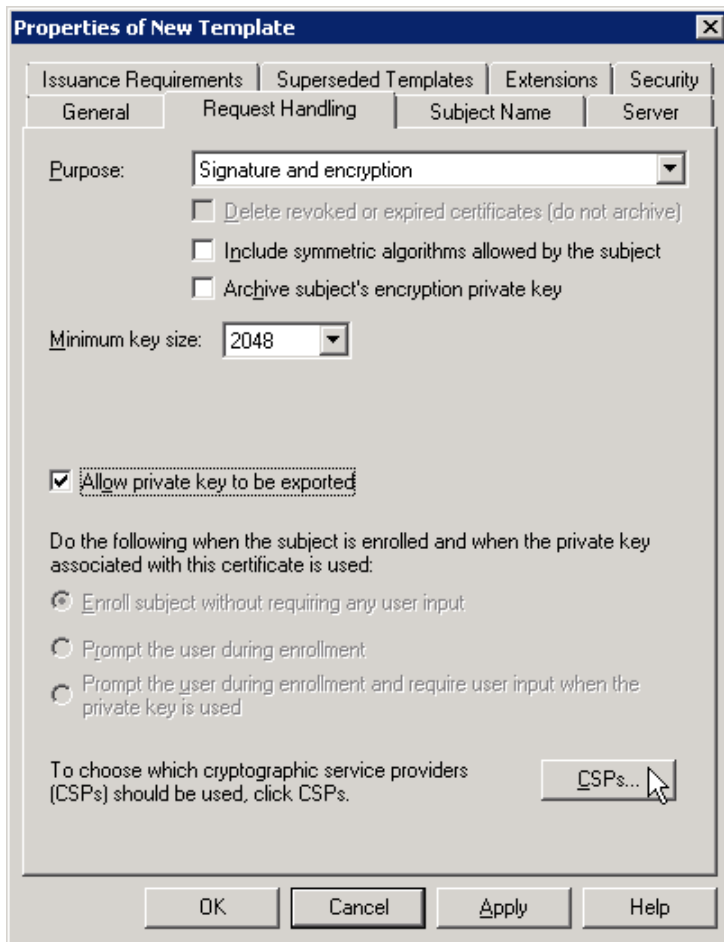 Properties of New Template
Issuance Requirements
Superseded Templates
Extensions
Security
General
Request Handling
Subject Name
Server
Purpose:
Signature and encryption
Delete revoked or expired certificates (do not archive)
Include symmetric algorithms allowed by the subject
Archive subject's encryption private key
Minimum key size:
2048
Allow private key to be exported
Do the following when the subject is enrolled and when the private key
associated with this certificate is used:
Enroll subject without requiring any user input
Prompt the user during enrollment
Prompt the user during enrollment and require user input when the
private key is used
To choose which cryptographic service providers
(CSPs) should be used, click CSPs.
CSPs...
OK
Cancel
Apply
Help